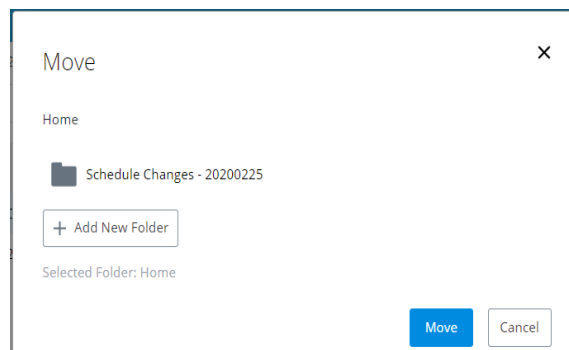 Move
Home
Schedule Changes - 20200225
+ Add New Folder
Selected Folder: Home
Move
Cancel